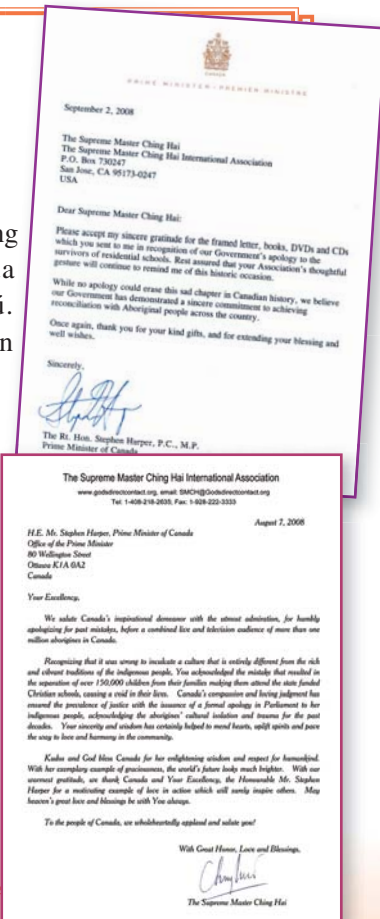 CANADA
PRIME MINISTER - PREMIER MINISTRE
September 2, 2008
The Supreme Master Ching Hai
The Supreme Master Ching Hai International Association
P.O. Box 730247
San Jose, CA 95173-0247
USA
Dear Supreme Master Ching Hai:
Please accept my sincere gratitude for the framed letter, books, DVDs and CDs
which you sent to me in recognition of our Government's apology to the
survivors of residential schools. Rest assured that your Association's thoughtful
gesture will continue to remind me of this historic occasion.
While no apology could erase this sad chapter in Canadian history, we believe
our Government has demonstrated a sincere commitment to achieving
reconciliation with Aboriginal people across the country.
Once again, thank you for your kind gifts, and for extending your blessing and
well wishes.
Sincerely,
The Rt. Hon. Stephen Harper, P.C., M.P.
Prime Minister of Canada
ng
a
i.
n
The Supreme Master Ching Hai International Association
www.godsdirectcontact.org, email: SMCH@Godsdirectcontact.org
Tel: 1-408-218-2635; Fax: 1-928-222-3333
August 7, 2008
H.E. Mr. Stephen Harper, Prime Minister of Canada
Office of the Prime Minister
80 Wellington Street
Ottawa K1A 0A2
Canada
Your Excellency,
We salute Canada's inspirational demeanor with the utmost admiration, for humbly
apologizing for past mistakes, before a combined live and television audience of more than one
million aborigines in Canada.
Recognizing that it was wrong to inculcate a culture that is entirely different from the rich
and vibrant traditions of the indigenous people, You acknowledged the mistake that resulted in
the separation of over 150,000 children from their families making them attend the state funded
Christian schools, causing a void in their lives. Canada's compassion and loving judgment has
ensured the prevalence of justice with the issuance of a formal apology in Parliament to her
indigenous people, acknowledging the aborigines' cultural isolation and trauma for the past
decades. Your sincerity and wisdom has certainly helped to mend hearts, uplift spirits and pave
the way to love and harmony in the community.
Kudos and God bless Canada for her enlightening wisdom and respect for humankind.
With her exemplary example of graciousness, the world's future looks much brighter. With our
warmest gratitude, we thank Canada and Your Excellency, the Honourable Mr. Stephen
Harper for a motivating example of love in action which will surely inspire others. May
heaven's great love and blessings be with You always.
To the people of Canada, we wholeheartedly applaud and salute you!
With Great Honor, Love and Blessings,
The Supreme Master Ching Hai